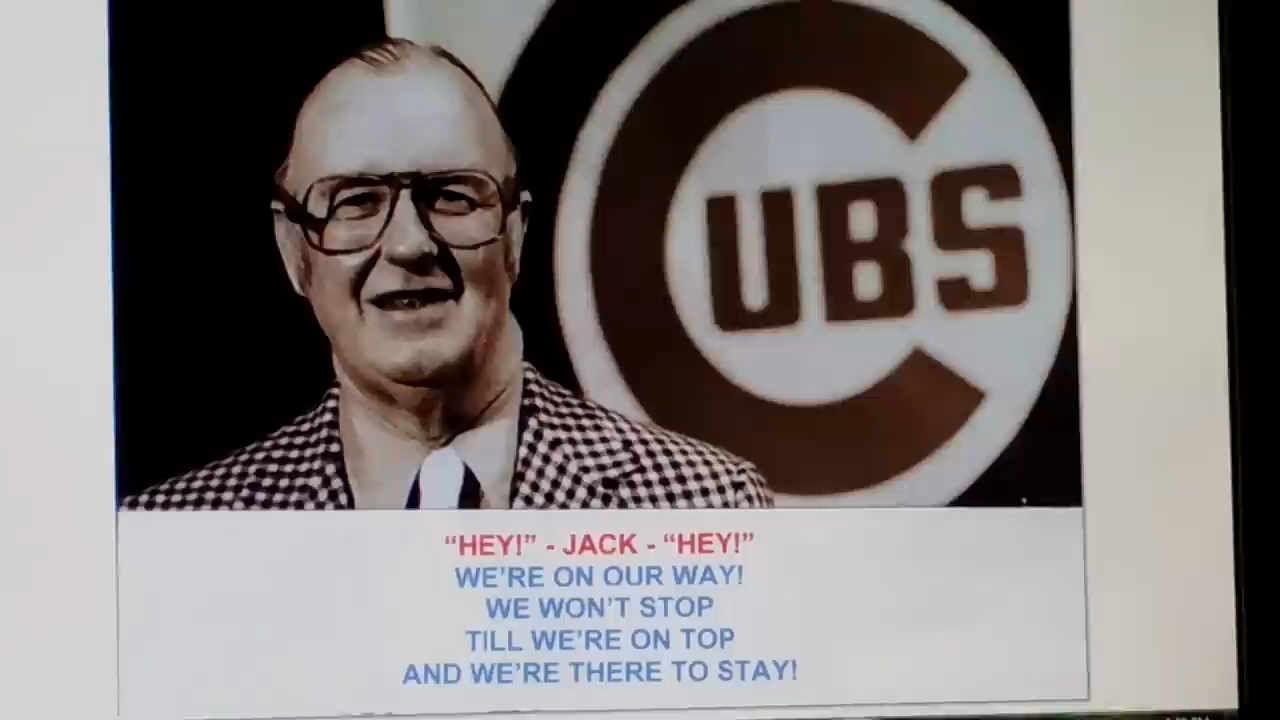 CUBS
“HEY!” - JACK - “HEY!”
WE’RE ON OUR WAY!
WE WON’T STOP
TILL WE’RE ON TOP
AND WE’RE THERE TO STAY!